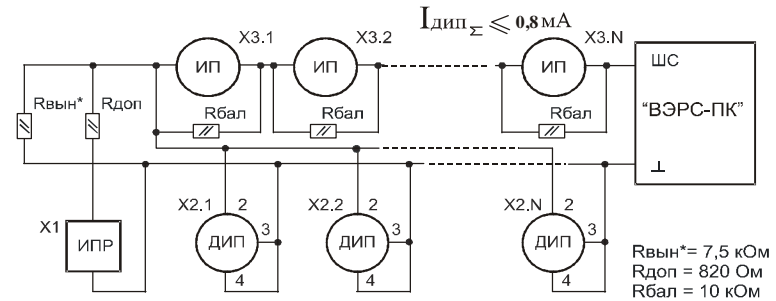 I дип Σ ⩽ 0,8 мА
X3.1
X3.2
X3.N
ИП
ИП
ИП
ШС
Rвын*
Rдоп
Rбал
Rбал
Rбал
"ВЭРС-ПК"
⊥
X1
ИПР
X2.1
2
ДИП
3
4
X2.2
2
ДИП
3
4
X2.N
2
ДИП
3
4
Rвын*= 7,5 кОм
Rдоп = 820 Ом
Rбал = 10 кОм